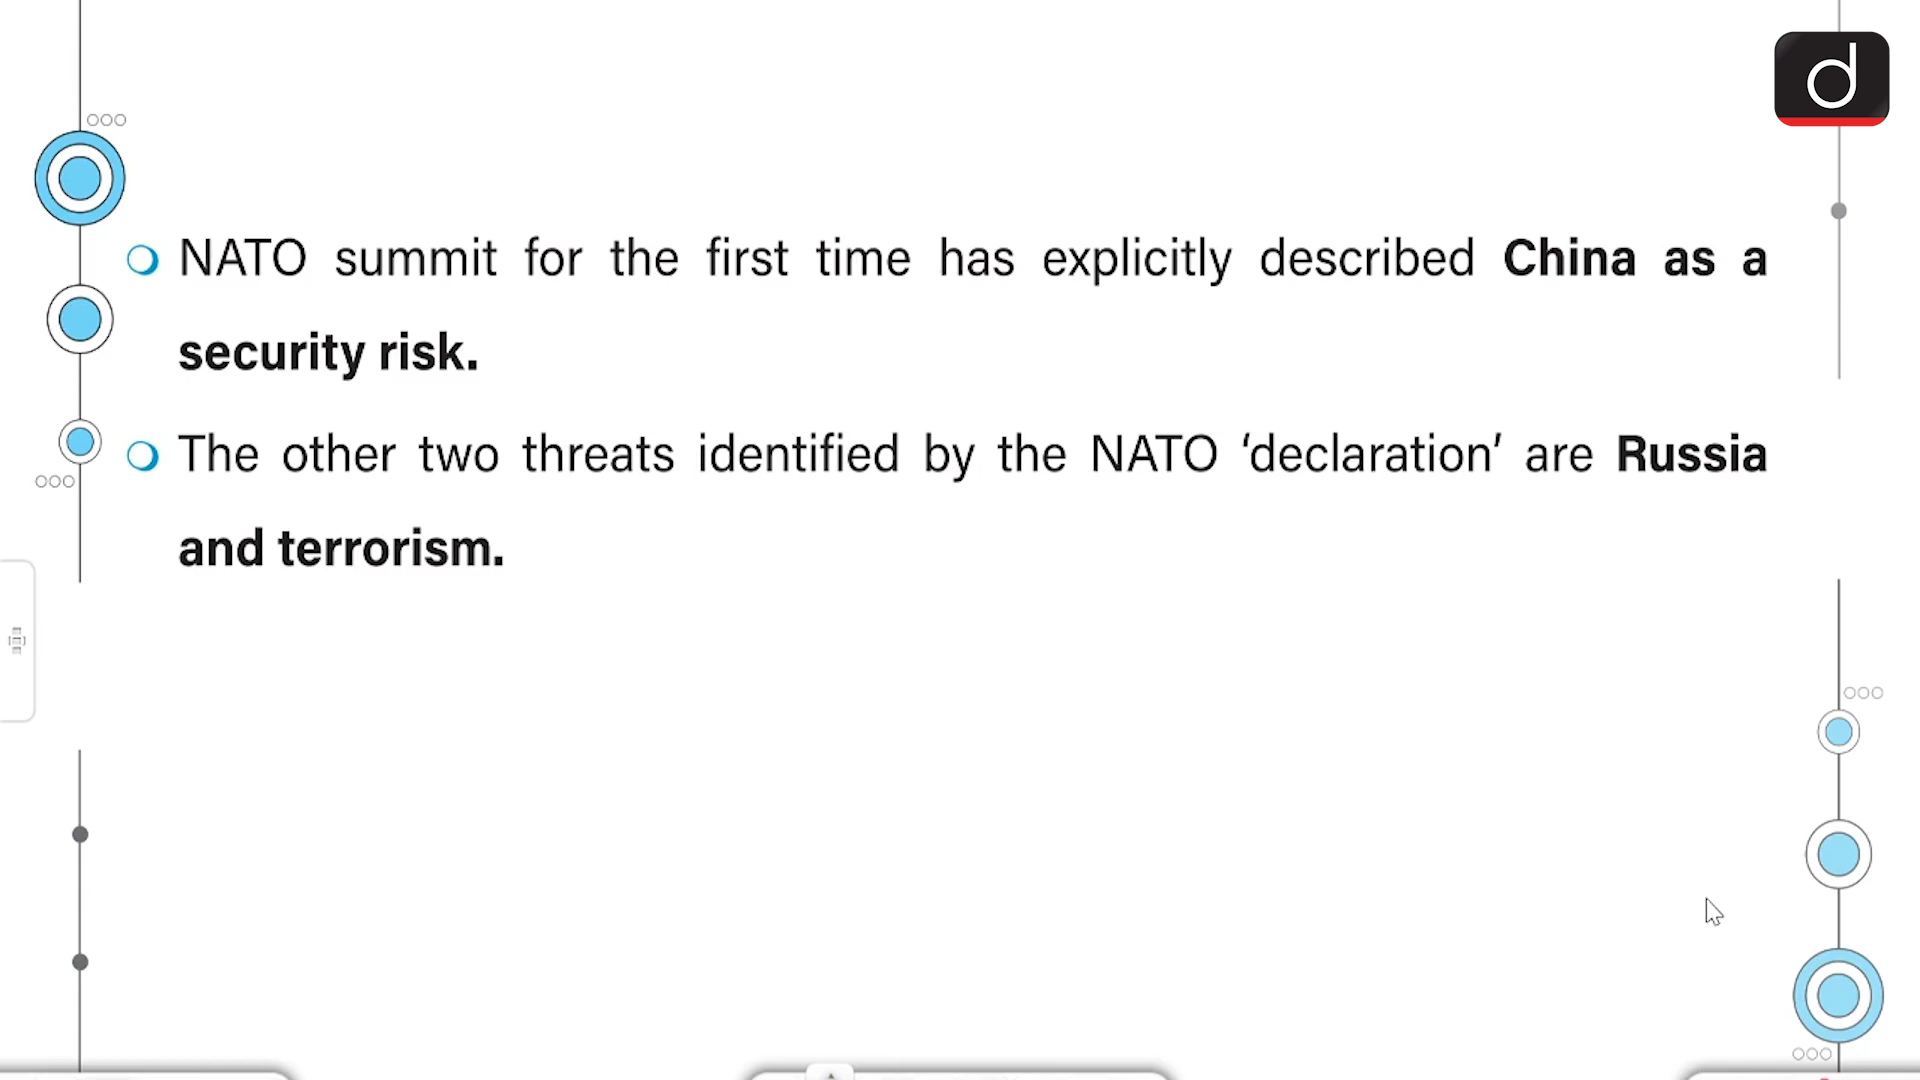 d
NATO summit for the first time has explicitly described China as a
security risk.
The other two threats identified by the NATO ‘declaration’ are Russia
and terrorism.